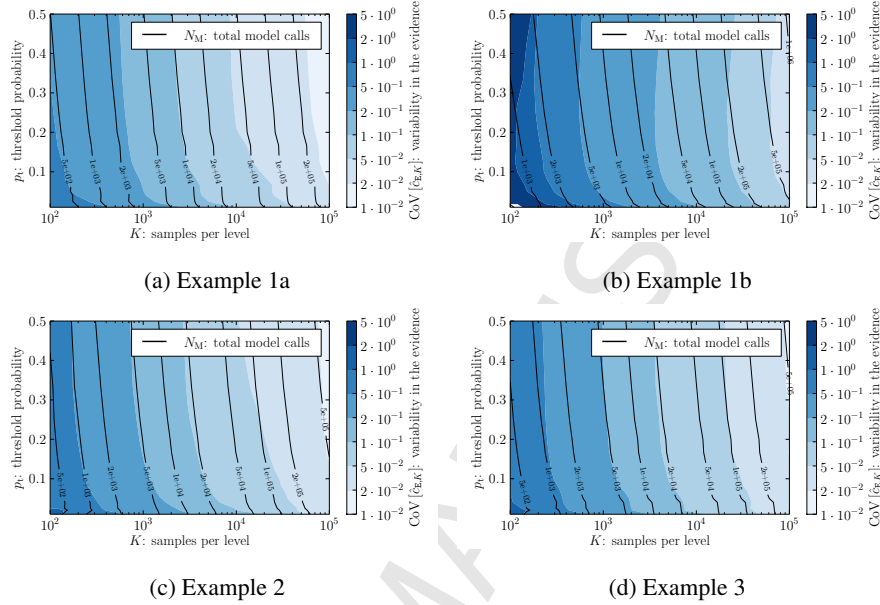 0.5
0.4
0.3
0.2
0.1
p_t: threshold probability
N_M: total model calls
5e+02
1e+03
2e+03
5e+03
1e+04
2e+04
5e+04
1e+05
2e+05
10^2
10^3
10^4
10^5
K: samples per level
5 · 10^0
2 · 10^0
1 · 10^0
5 · 10^-1
2 · 10^-1
1 · 10^-1
5 · 10^-2
2 · 10^-2
1 · 10^-2
CoV [ĉ_E,K]: variability in the evidence
(a) Example 1a
0.5
0.4
0.3
0.2
0.1
p_t: threshold probability
N_M: total model calls
1e+03
2e+03
5e+03
1e+04
2e+04
5e+04
1e+05
2e+05
5e+05
1e+06
10^2
10^3
10^4
10^5
K: samples per level
5 · 10^0
2 · 10^0
1 · 10^0
5 · 10^-1
2 · 10^-1
1 · 10^-1
5 · 10^-2
2 · 10^-2
1 · 10^-2
CoV [ĉ_E,K]: variability in the evidence
(b) Example 1b
0.5
0.4
0.3
0.2
0.1
p_t: threshold probability
N_M: total model calls
5e+02
1e+03
2e+03
5e+03
1e+04
2e+04
5e+04
1e+05
2e+05
5e+05
10^2
10^3
10^4
10^5
K: samples per level
5 · 10^0
2 · 10^0
1 · 10^0
5 · 10^-1
2 · 10^-1
1 · 10^-1
5 · 10^-2
2 · 10^-2
1 · 10^-2
CoV [ĉ_E,K]: variability in the evidence
(c) Example 2
0.5
0.4
0.3
0.2
0.1
p_t: threshold probability
N_M: total model calls
5e+02
1e+03
2e+03
5e+03
1e+04
2e+04
5e+04
1e+05
2e+05
5e+05
10^2
10^3
10^4
10^5
K: samples per level
5 · 10^0
2 · 10^0
1 · 10^0
5 · 10^-1
2 · 10^-1
1 · 10^-1
5 · 10^-2
2 · 10^-2
1 · 10^-2
CoV [ĉ_E,K]: variability in the evidence
(d) Example 3